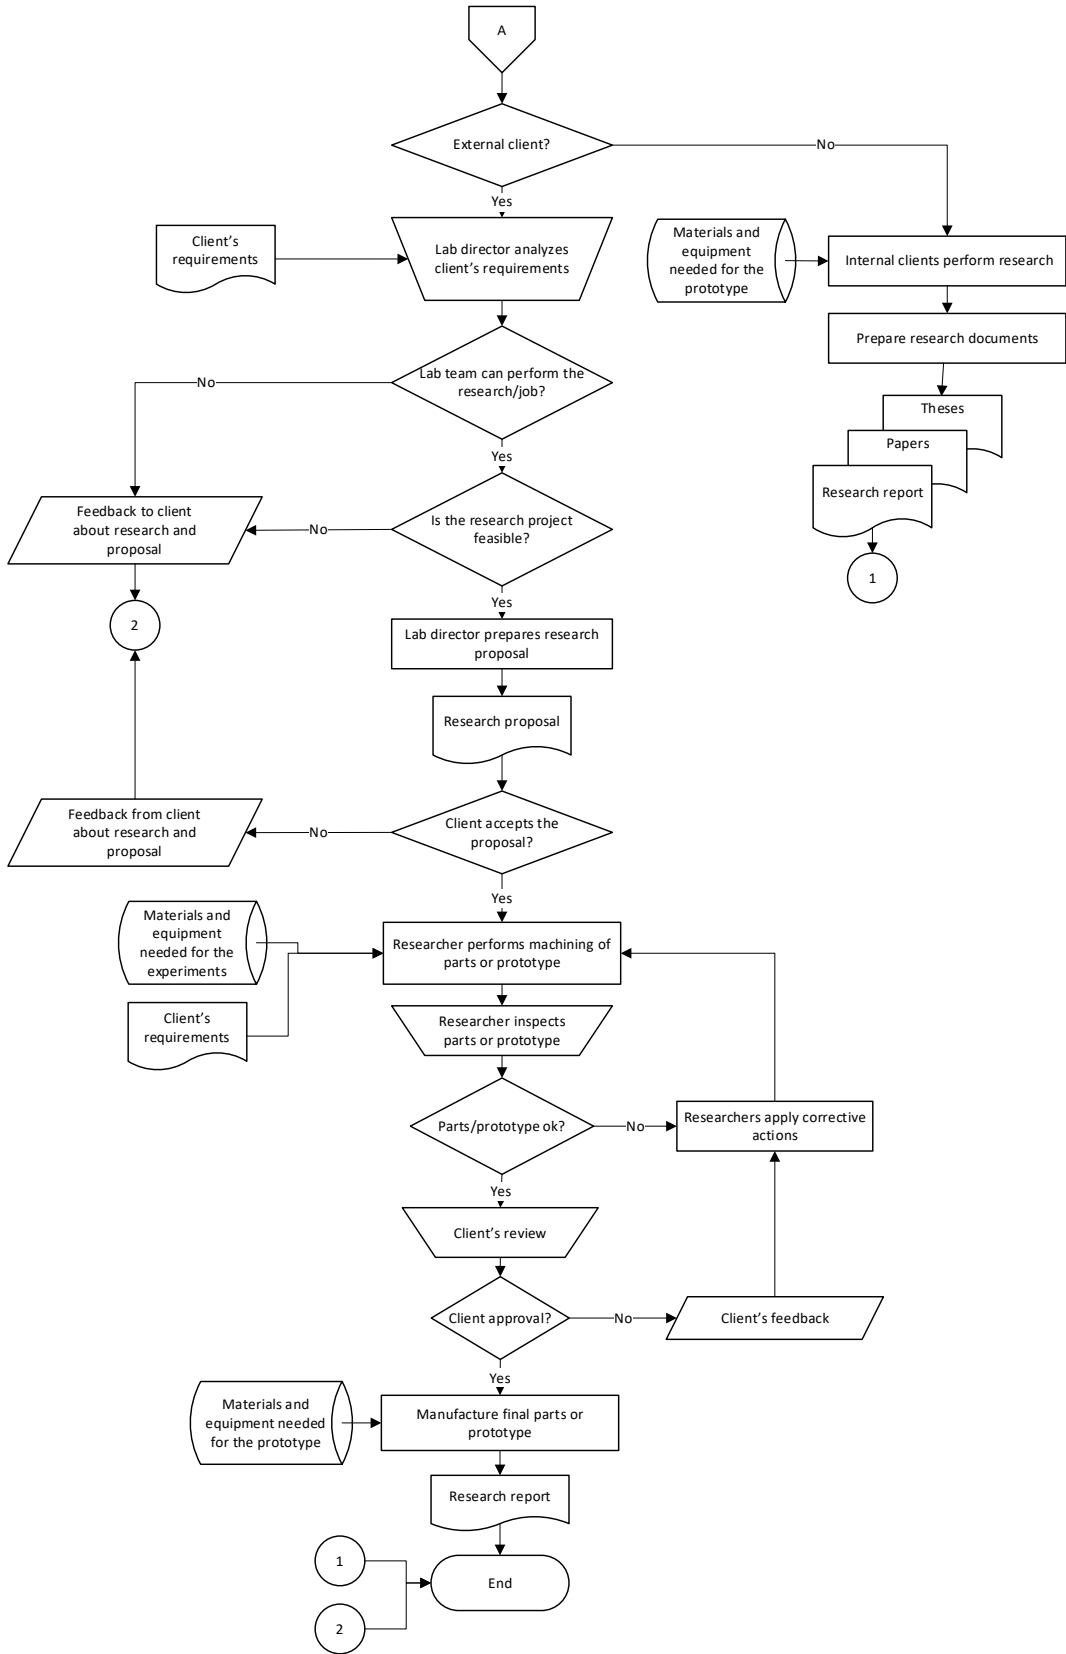 A
External client?
No
Yes
Client's
requirements
Lab director analyzes
client's requirements
Materials and
equipment
needed for the
prototype
Internal clients perform research
Prepare research documents
Lab team can perform the
research/job?
No
Yes
Theses
Papers
Research report
1
Feedback to client
about research and
proposal
No
Is the research project
feasible?
Yes
2
Lab director prepares research
proposal
Research proposal
Feedback from client
about research and
proposal
No
Client accepts the
proposal?
Yes
Materials and
equipment
needed for the
experiments
Client's
requirements
Researcher performs machining of
parts or prototype
Researcher inspects
parts or prototype
Parts/prototype ok?
No
Researchers apply corrective
actions
Yes
Client's review
Client approval?
No
Client's feedback
Yes
Materials and
equipment needed
for the prototype
Manufacture final parts or
prototype
Research report
1
End
2